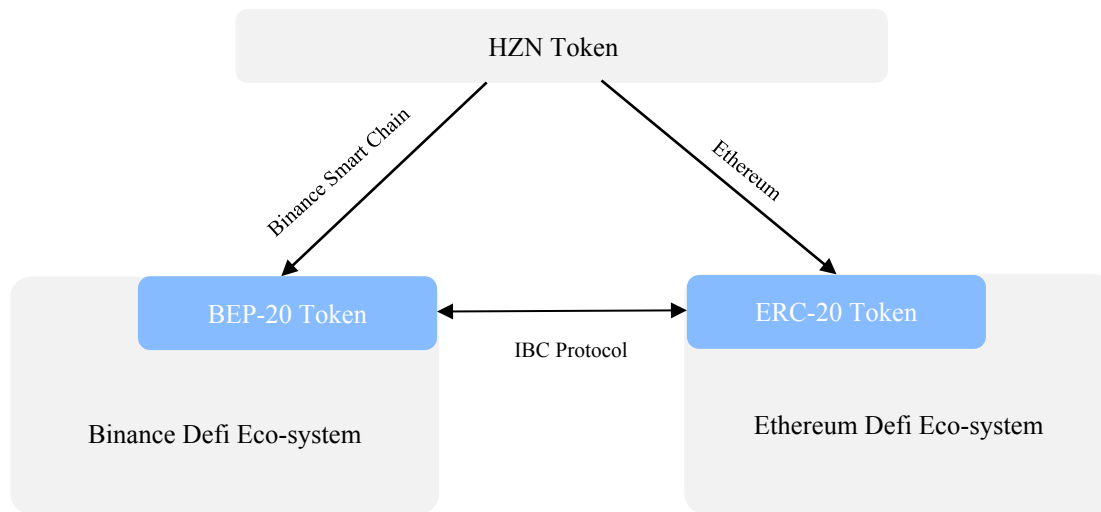 HZN Token
Binance Smart Chain
Ethereum
BEP-20 Token
ERC-20 Token
IBC Protocol
Binance Defi Eco-system
Ethereum Defi Eco-system